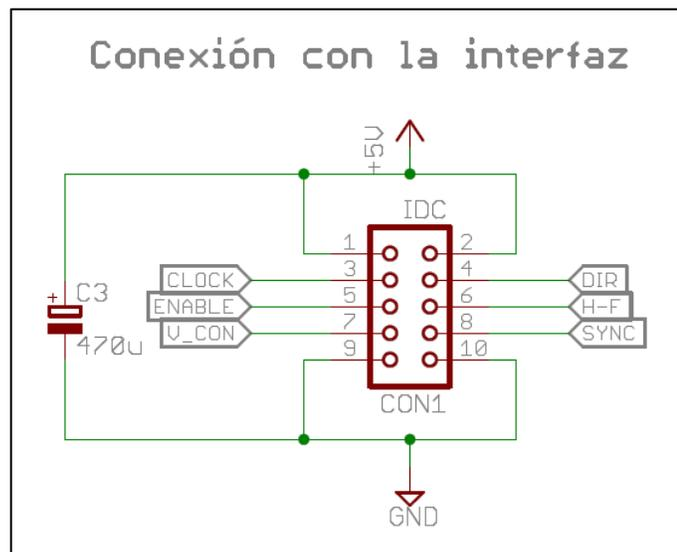 Conexión con la interfaz
+5V
IDC
1 2
CLOCK 3 4 DIR
ENABLE 5 6 H-F
V_CON 7 8 SYNC
9 10
+ C3
470u
CON1
GND